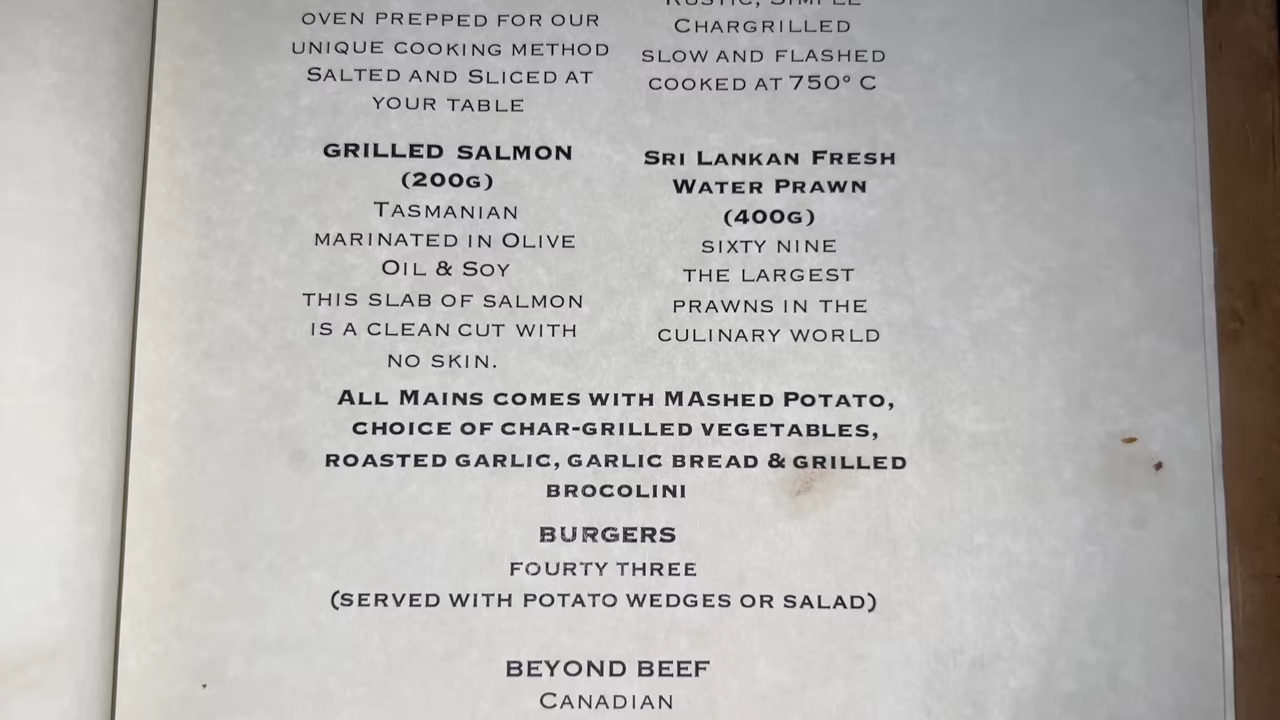 OVEN PREPPED FOR OUR
UNIQUE COOKING METHOD
SALTED AND SLICED AT
YOUR TABLE
RUSTIC, SIMPLE
CHARGRILLED
SLOW AND FLASHED
COOKED AT 750° C
GRILLED SALMON
(200G)
TASMANIAN
MARINATED IN OLIVE
OIL & SOY
THIS SLAB OF SALMON
IS A CLEAN CUT WITH
NO SKIN.
SRI LANKAN FRESH
WATER PRAWN
(400G)
SIXTY NINE
THE LARGEST
PRAWNS IN THE
CULINARY WORLD
ALL MAINS COMES WITH MASHED POTATO,
CHOICE OF CHAR-GRILLED VEGETABLES,
ROASTED GARLIC, GARLIC BREAD & GRILLED
BROCOLINI
BURGERS
FOURTY THREE
(SERVED WITH POTATO WEDGES OR SALAD)
BEYOND BEEF
CANADIAN